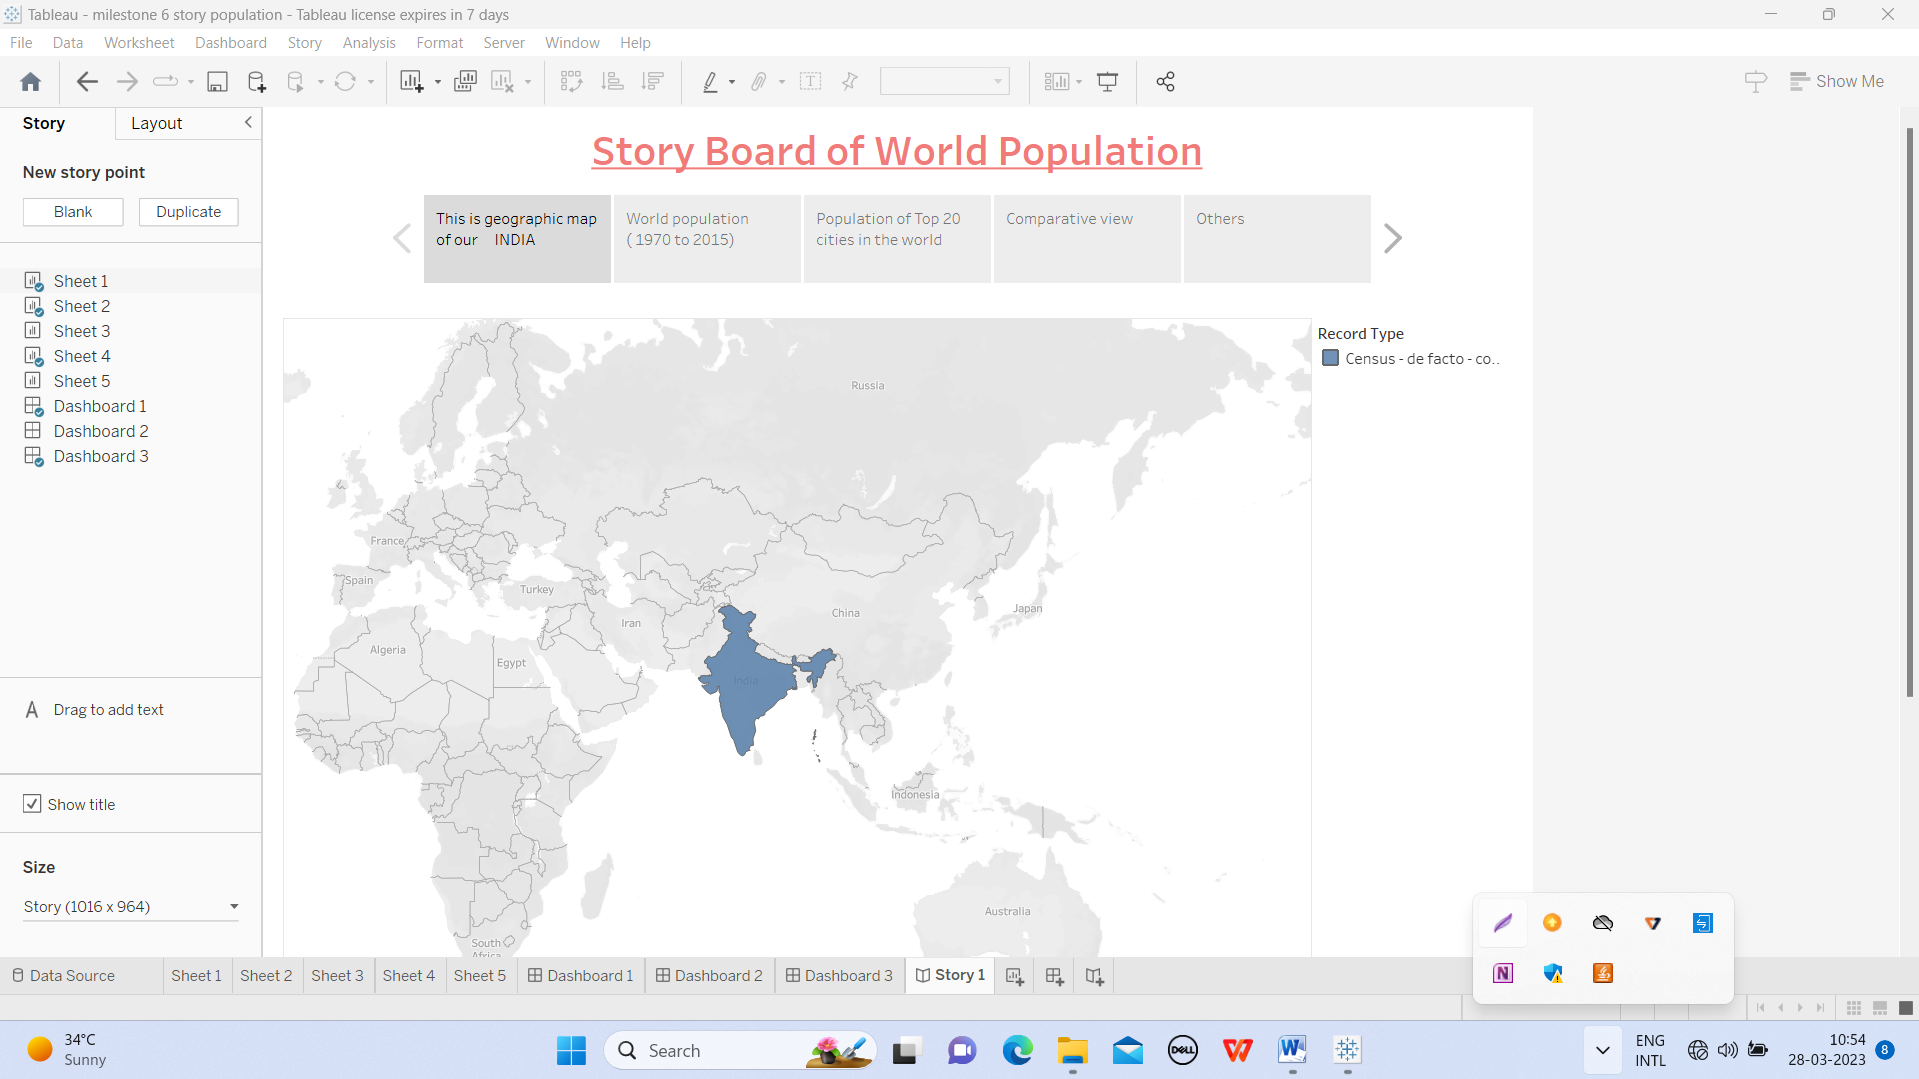 Tableau - milestone 6 story population - Tableau license expires in 7 days
File Data Worksheet Dashboard Story Analysis Format Server Window Help
Show Me
Story Layout
New story point
Blank Duplicate
Sheet 1
Sheet 2
Sheet 3
Sheet 4
Sheet 5
Dashboard 1
Dashboard 2
Dashboard 3
A Drag to add text
Show title
Size
Story (1016 x 964)
Story Board of World Population
This is geographic map
of our INDIA
World population
( 1970 to 2015)
Population of Top 20
cities in the world
Comparative view
Others
Record Type
Census - de facto - co..
Russia
France
Spain
Turkey
China
Japan
Iran
Algeria
Egypt
India
Indonesia
Australia
South
Africa
Data Source Sheet 1 Sheet 2 Sheet 3 Sheet 4 Sheet 5 Dashboard 1 Dashboard 2 Dashboard 3 Story 1
34°C
Sunny
Search
DELL
ENG
INTL
10:54
28-03-2023
8